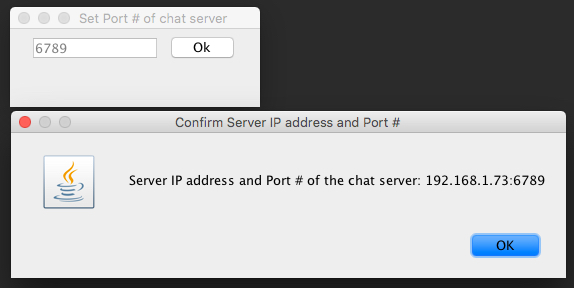 Set Port # of chat server
6789
Ok
Confirm Server IP address and Port #
Server IP address and Port # of the chat server: 192.168.1.73:6789
OK